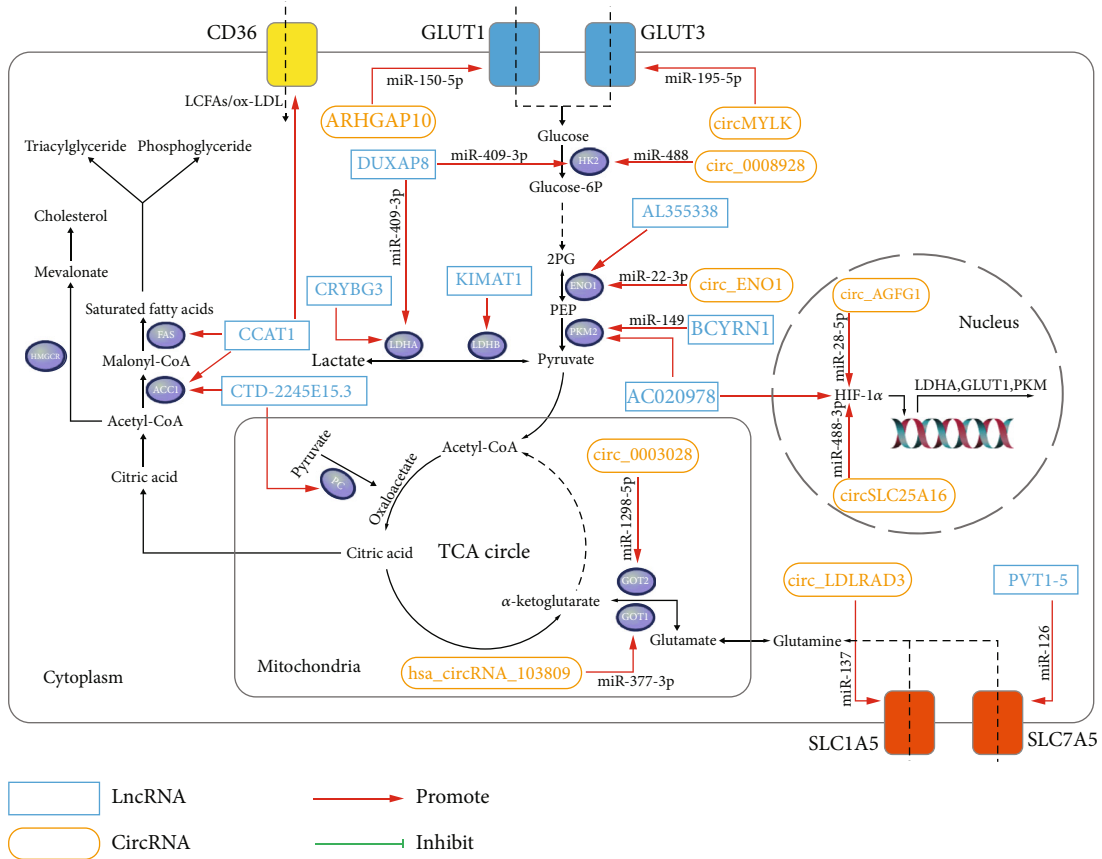 CD36
GLUT1
GLUT3
LCFAs/ox-LDL
miR-150-5p
miR-195-5p
ARHGAP10
circMYLK
Triacylglyceride
Phosphoglyceride
Glucose
DUXAP8
miR-409-3p
HK2
miR-488
circ_0008928
Glucose-6P
miR-409-3p
Cholesterol
AL355338
Mevalonate
2PG
CRYBG3
KIMAT1
ENO1
miR-22-3p
circ_ENO1
circ_AGFG1
Saturated fatty acids
PEP
Nucleus
FAS
CCAT1
LDHA
LDHB
PKM2
miR-149
BCYRN1
miR-28-5p
HMGCR
Malonyl-CoA
Lactate
Pyruvate
ACC1
CTD-2245E15.3
AC020978
HIF-1α
LDHA,GLUT1,PKM
Acetyl-CoA
miR-488-3p
Acetyl-CoA
circ_0003028
Citric acid
Pyruvate
PC
Oxaloacetate
miR-1298-5p
circSLC25A16
Citric acid
TCA circle
GOT2
circ_LDLRAD3
PVT1-5
α-ketoglutarate
GOT1
Glutamate
Glutamine
Mitochondria
hsa_circRNA_103809
miR-377-3p
miR-137
miR-126
Cytoplasm
SLC1A5
SLC7A5
LncRNA
Promote
CircRNA
Inhibit